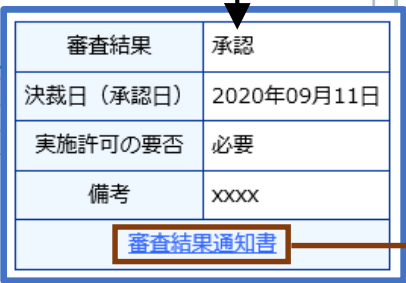 審査結果 承認
決裁日（承認日） 2020年09月11日
実施許可の要否 必要
備考 xxxx
審査結果通知書